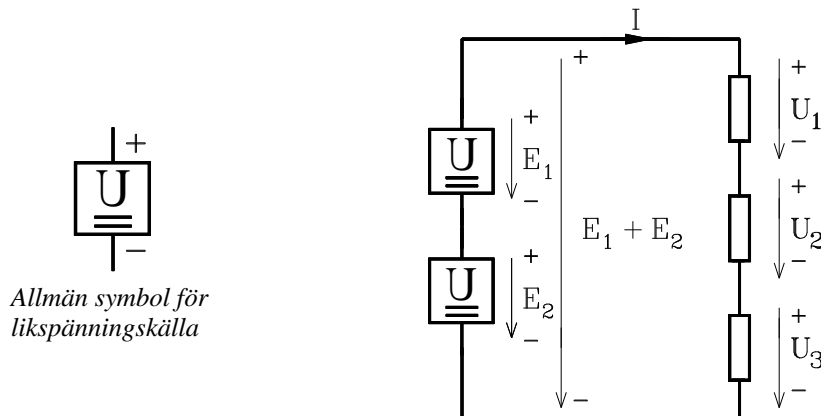 U
+
−
Allmän symbol för
likspänningskälla
I
U
+
E₁
−
U
+
E₂
−
+
E₁ + E₂
−
+
U₁
−
+
U₂
−
+
U₃
−